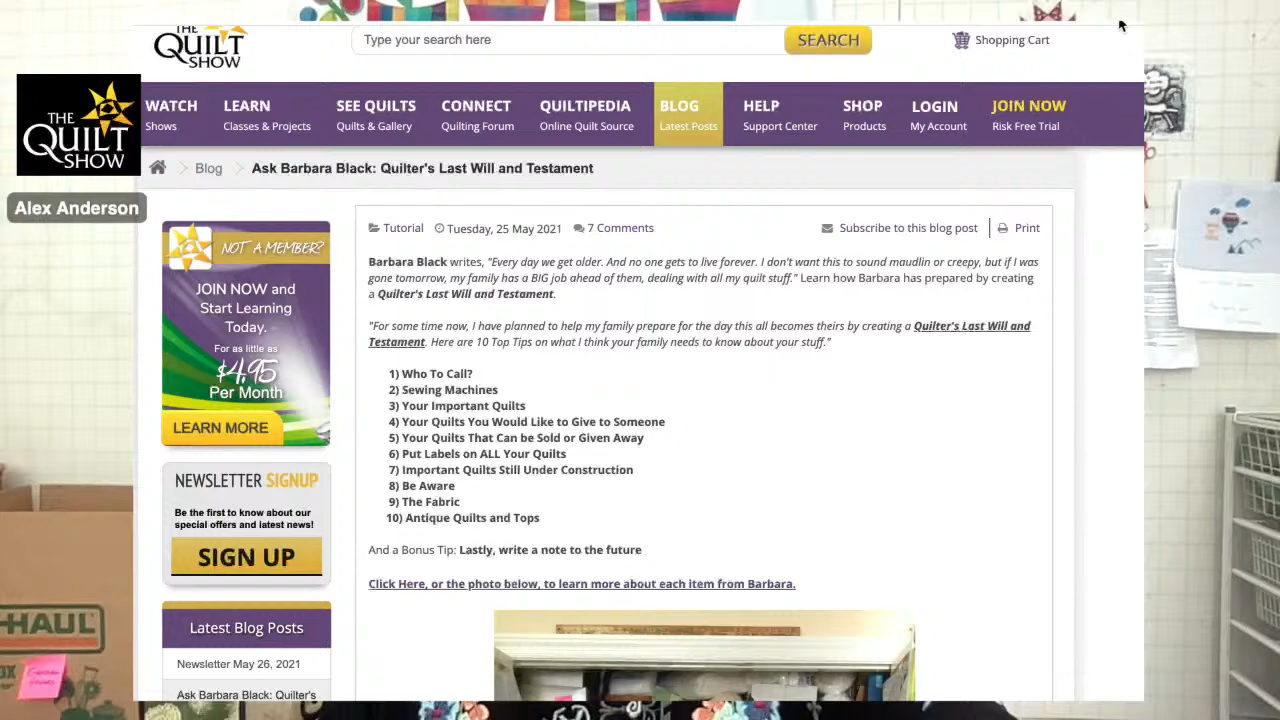 THE
QUILT
SHOW
Type your search here
SEARCH
Shopping Cart
THE
QUILT
SHOW
Alex Anderson
WATCH
Shows
LEARN
Classes & Projects
SEE QUILTS
Quilts & Gallery
CONNECT
Quilting Forum
QUILTIPEDIA
Online Quilt Source
BLOG
Latest Posts
HELP
Support Center
SHOP
Products
LOGIN
My Account
JOIN NOW
Risk Free Trial
Blog
Ask Barbara Black: Quilter's Last Will and Testament
NOT A MEMBER?
JOIN NOW and
Start Learning
Today.
For as little as
$4.95
Per Month
LEARN MORE
NEWSLETTER SIGNUP
Be the first to know about our
special offers and latest news!
SIGN UP
Latest Blog Posts
Newsletter May 26, 2021
Ask Barbara Black: Quilter's
Tutorial
Tuesday, 25 May 2021
7 Comments
Subscribe to this blog post
Print
Barbara Black writes, "Every day we get older. And no one gets to live forever. I don't want this to sound maudlin or creepy, but if I was
gone tomorrow, my family has a BIG job ahead of them, dealing with all my quilt stuff." Learn how Barbara has prepared by creating
a Quilter's Last Will and Testament.
"For some time now, I have planned to help my family prepare for the day this all becomes theirs by creating a Quilter's Last Will and
Testament. Here are 10 Top Tips on what I think your family needs to know about your stuff."
1) Who To Call?
2) Sewing Machines
3) Your Important Quilts
4) Your Quilts You Would Like to Give to Someone
5) Your Quilts That Can be Sold or Given Away
6) Put Labels on ALL Your Quilts
7) Important Quilts Still Under Construction
8) Be Aware
9) The Fabric
10) Antique Quilts and Tops
And a Bonus Tip: Lastly, write a note to the future
Click Here, or the photo below, to learn more about each item from Barbara.
HAUL